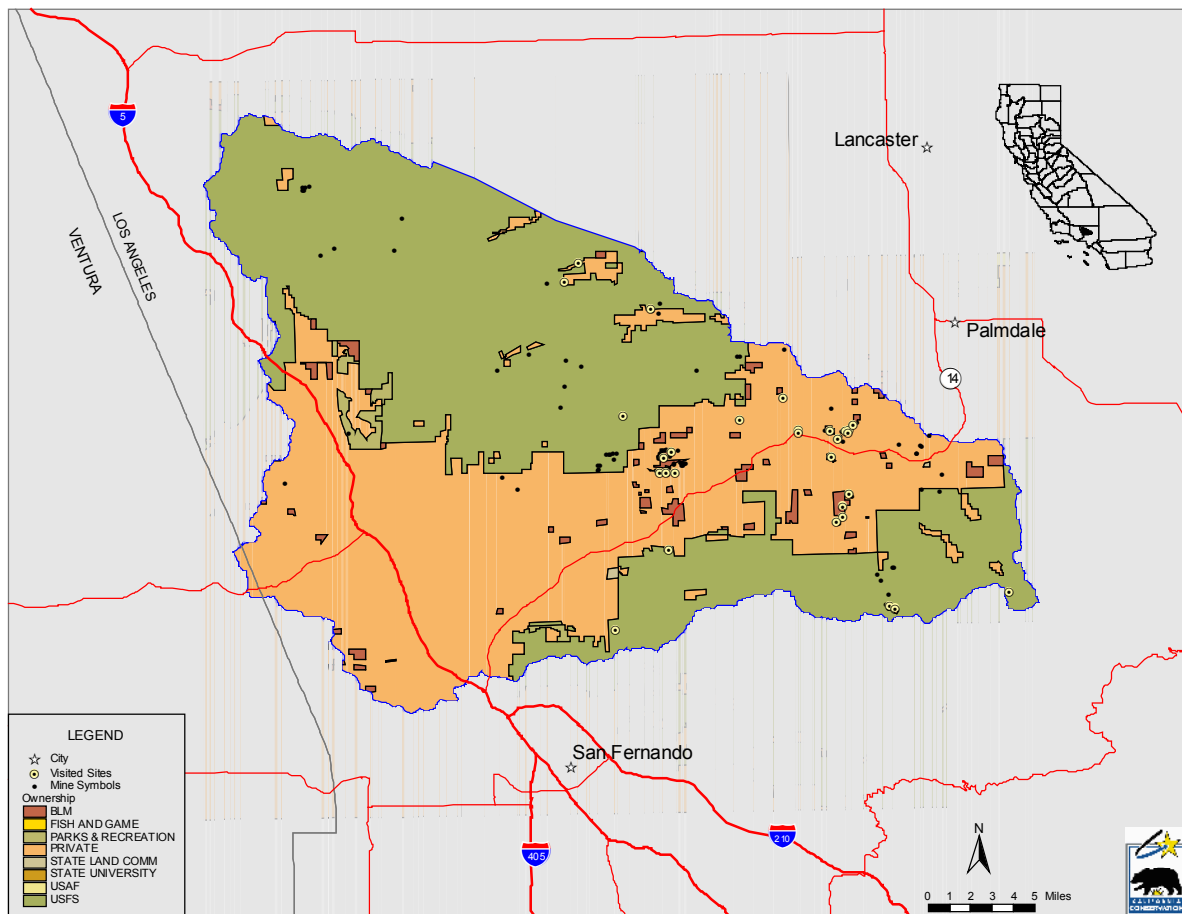 5
Lancaster
LOS ANGELES
VENTURA
Palmdale
14
LEGEND
City
Visited Sites
Mine Symbols
Ownership
BLM
FISH AND GAME
PARKS & RECREATION
PRIVATE
STATE LAND COMM
STATE UNIVERSITY
USAF
USFS
San Fernando
405
210
N
0 1 2 3 4 5 Miles
CALIFORNIA
CONSERVATION